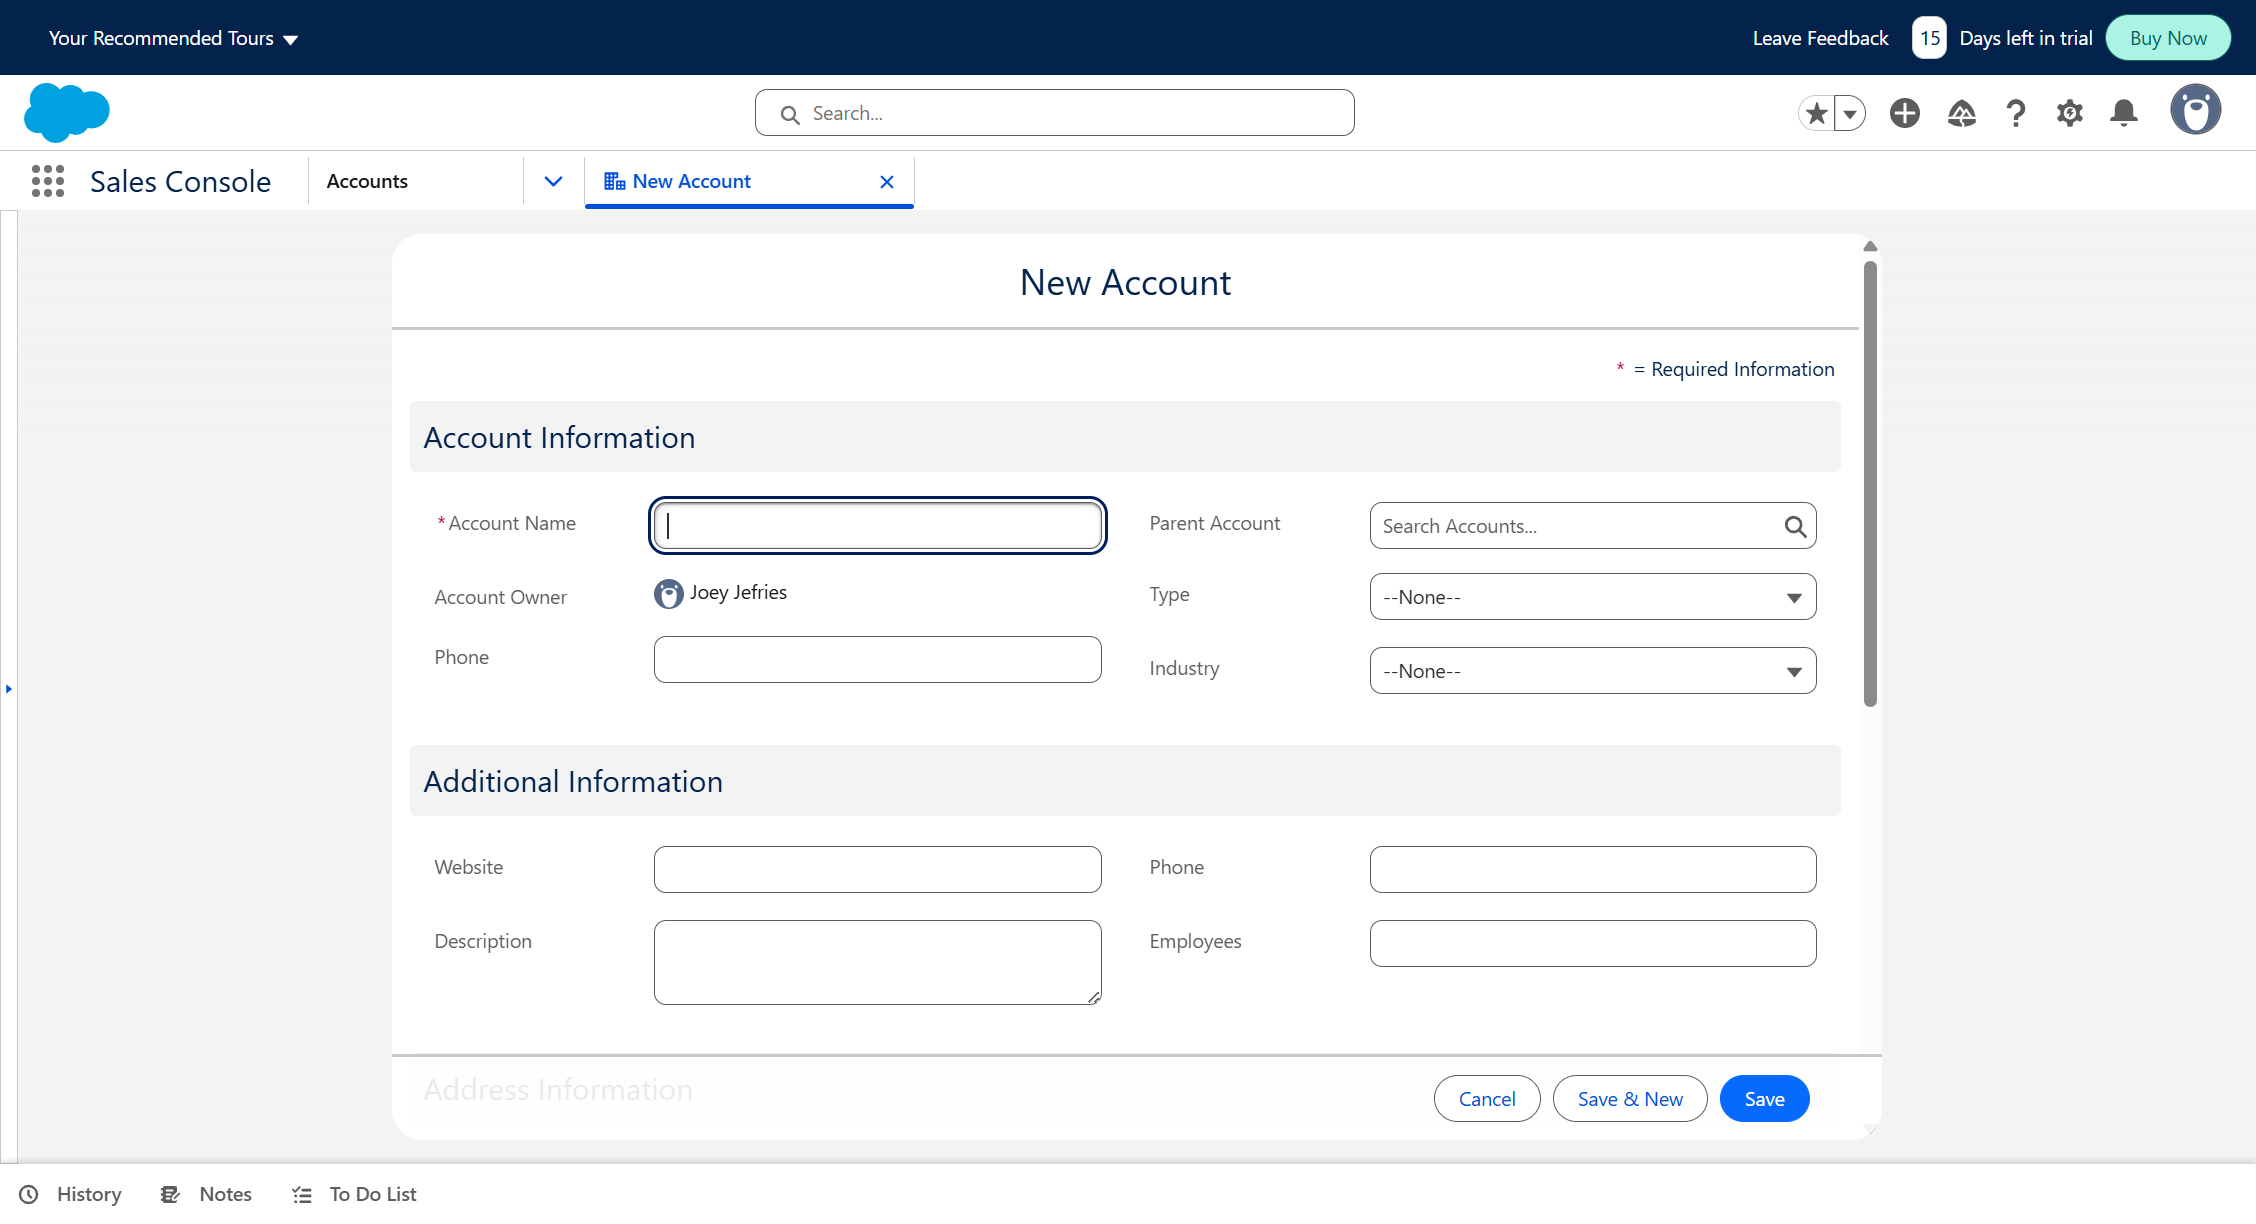 Your Recommended Tours
Leave Feedback
15
Days left in trial
Buy Now
Search...
Sales Console
Accounts
New Account
New Account
* = Required Information
Account Information
*Account Name
Parent Account
Search Accounts...
Account Owner
Joey Jefries
Type
--None--
Phone
Industry
--None--
Additional Information
Website
Phone
Description
Employees
Address Information
Cancel
Save & New
Save
History
Notes
To Do List